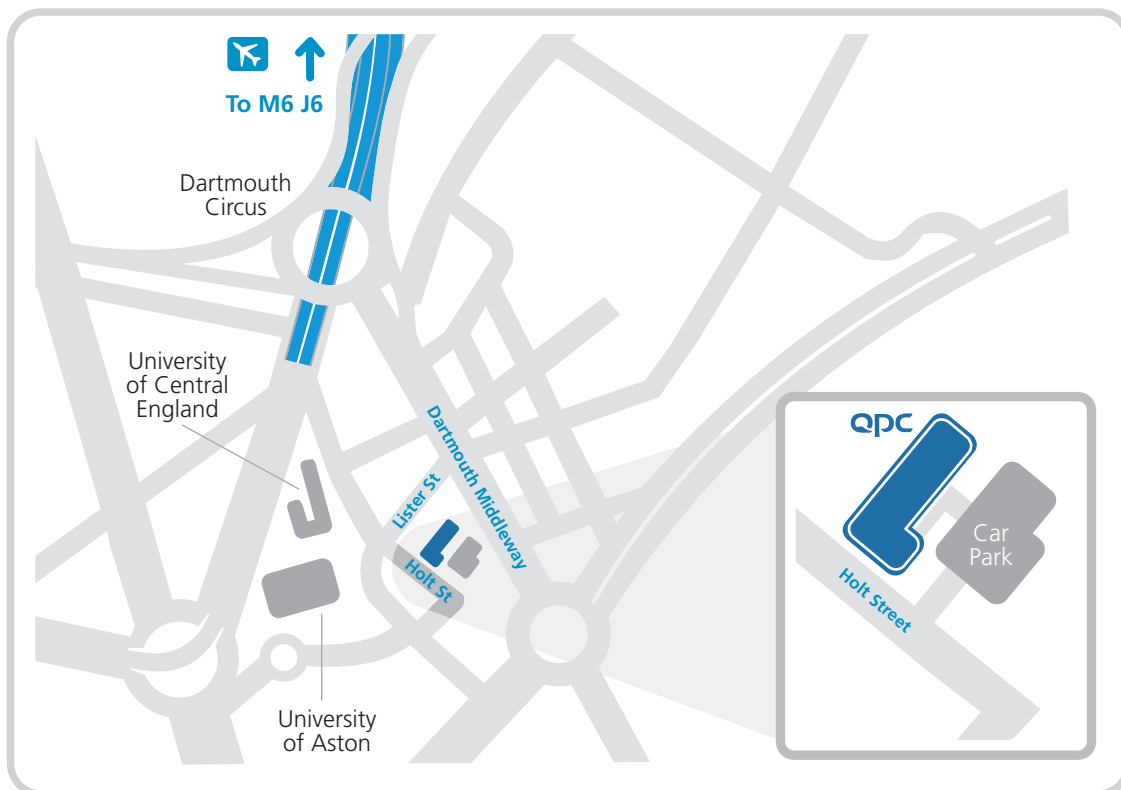 To M6 J6
Dartmouth
Circus
University
of Central
England
Dartmouth Middleway
Lister St
Holt St
University
of Aston
QPC
Car
Park
Holt Street